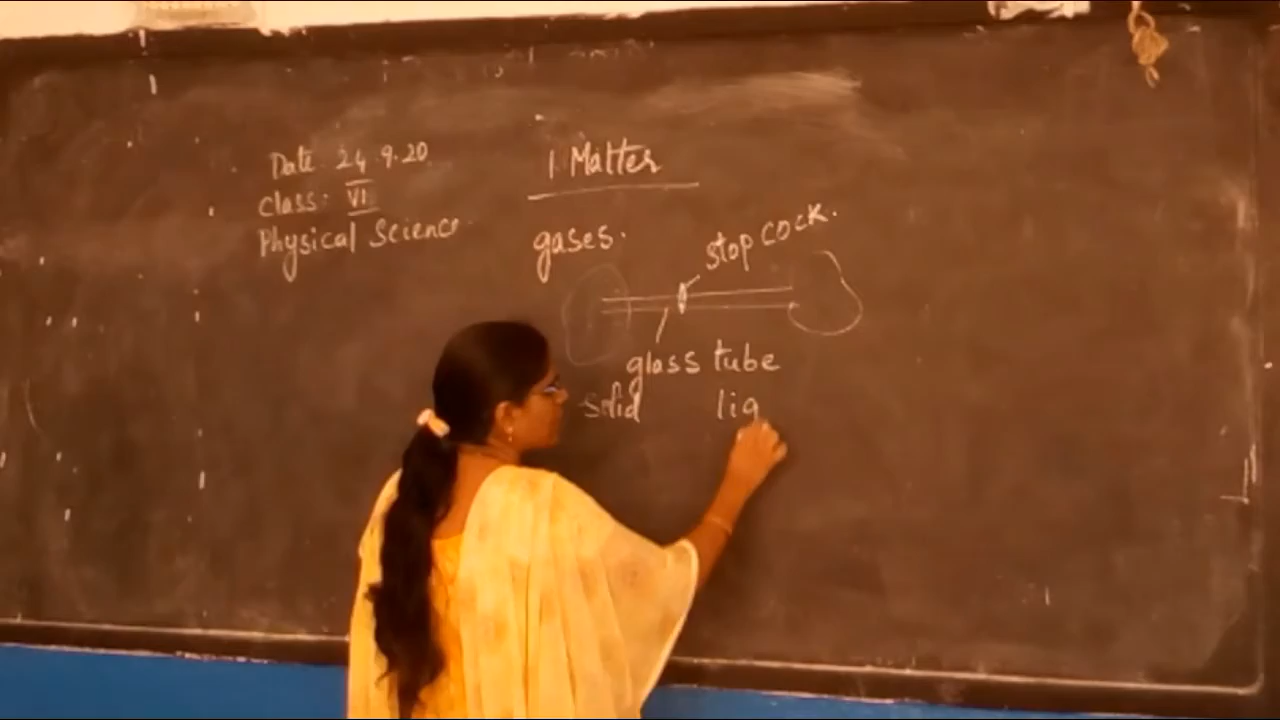 Date 24.9.20
Class: VI
Physical Science
1 Matter
gases.
stop cock.
glass tube
solid liq